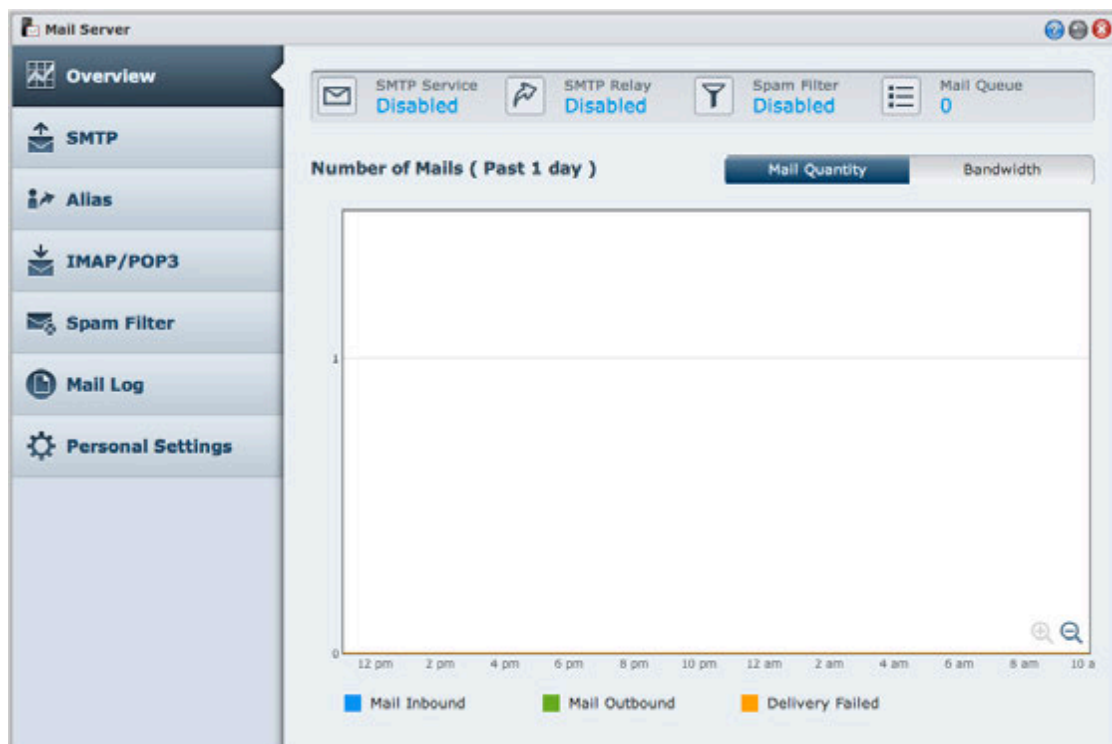 Mail Server
Overview
SMTP
Alias
IMAP/POP3
Spam Filter
Mail Log
Personal Settings
SMTP Service
Disabled
SMTP Relay
Disabled
Spam Filter
Disabled
Mail Queue
0
Number of Mails ( Past 1 day )
Mail Quantity
Bandwidth
1
0
12 pm 2 pm 4 pm 6 pm 8 pm 10 pm 12 am 2 am 4 am 6 am 8 am 10 a
Mail Inbound
Mail Outbound
Delivery Failed